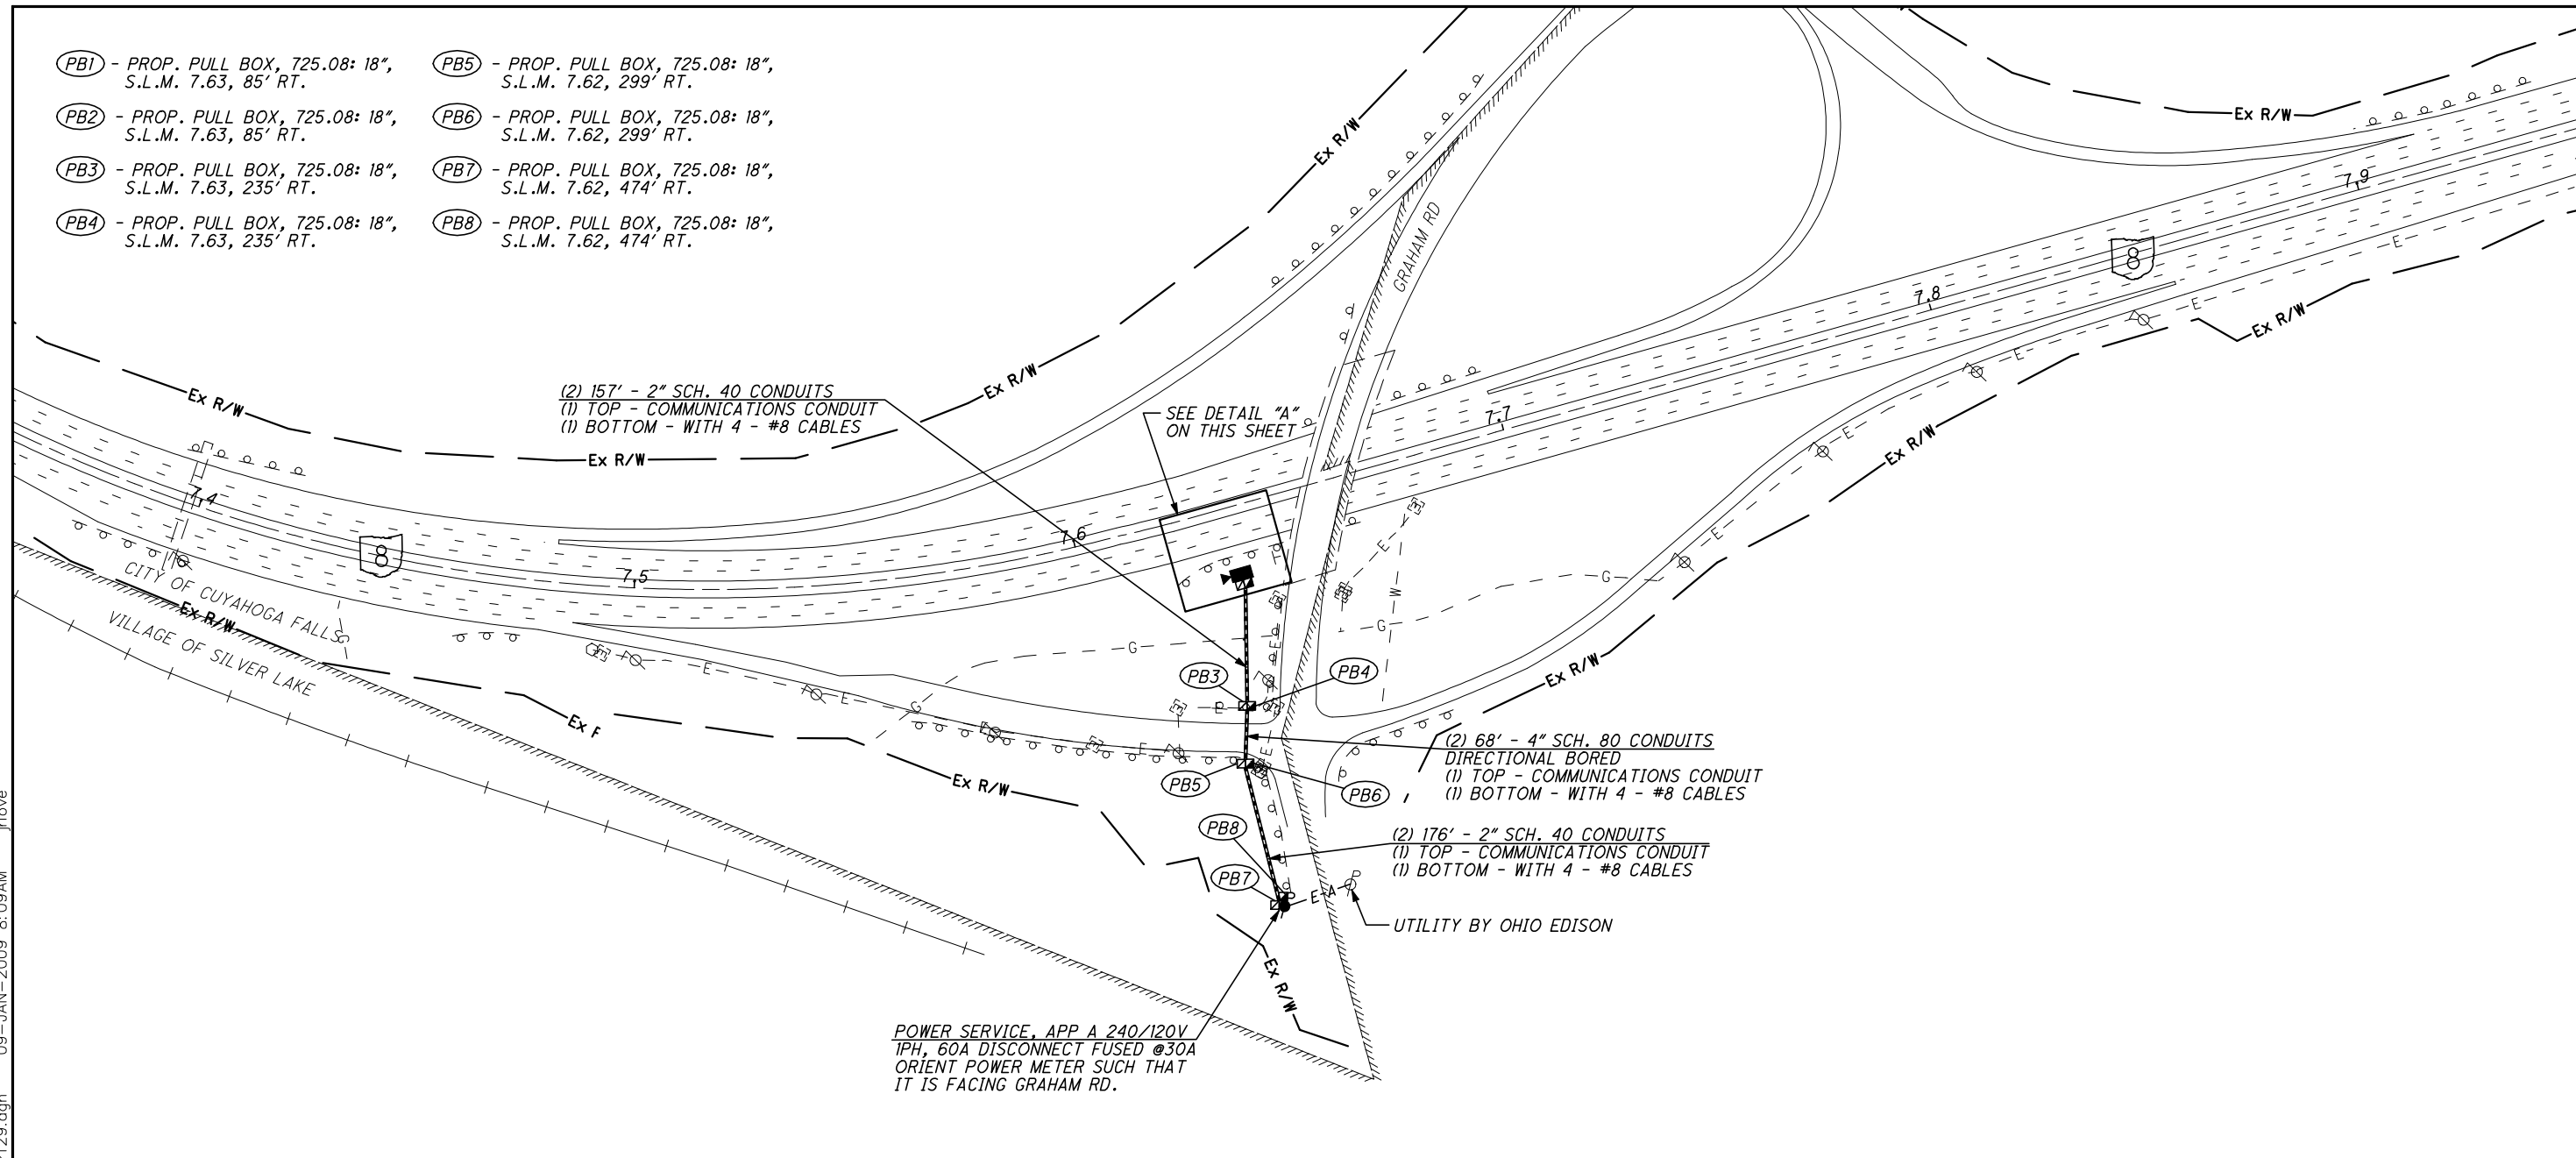 PB1 - PROP. PULL BOX, 725.08: 18", S.L.M. 7.63, 85' RT.
PB2 - PROP. PULL BOX, 725.08: 18", S.L.M. 7.63, 85' RT.
PB3 - PROP. PULL BOX, 725.08: 18", S.L.M. 7.63, 235' RT.
PB4 - PROP. PULL BOX, 725.08: 18", S.L.M. 7.63, 235' RT.
PB5 - PROP. PULL BOX, 725.08: 18", S.L.M. 7.62, 299' RT.
PB6 - PROP. PULL BOX, 725.08: 18", S.L.M. 7.62, 299' RT.
PB7 - PROP. PULL BOX, 725.08: 18", S.L.M. 7.62, 474' RT.
PB8 - PROP. PULL BOX, 725.08: 18", S.L.M. 7.62, 474' RT.
Ex R/W
Ex R/W
7.9
GRAHAM RD
8
E
7.8
E
Ex R/W
E
(2) 157' - 2" SCH. 40 CONDUITS
(1) TOP - COMMUNICATIONS CONDUIT
(1) BOTTOM - WITH 4 - #8 CABLES
Ex R/W
Ex R/W
SEE DETAIL "A"
ON THIS SHEET
7.7
E
Ex R/W
Ex R/W
7.4
7.6
7.5
8
E
E
G
W
G
CITY OF CUYAHOGA FALLS
Ex R/W
VILLAGE OF SILVER LAKE
G
G
E
E
E
G
PB3
PB4
E
Ex R/W
Ex R
E
E
PB5
PB6
Ex R/W
(2) 68' - 4" SCH. 80 CONDUITS
DIRECTIONAL BORED
(1) TOP - COMMUNICATIONS CONDUIT
(1) BOTTOM - WITH 4 - #8 CABLES
PB8
PB7
(2) 176' - 2" SCH. 40 CONDUITS
(1) TOP - COMMUNICATIONS CONDUIT
(1) BOTTOM - WITH 4 - #8 CABLES
E-A
P
P
UTILITY BY OHIO EDISON
Ex R/W
POWER SERVICE, APP A 240/120V
1PH, 60A DISCONNECT FUSED @30A
ORIENT POWER METER SUCH THAT
IT IS FACING GRAHAM RD.
129.dgn 09-JAN-2009 8:09AM jhove